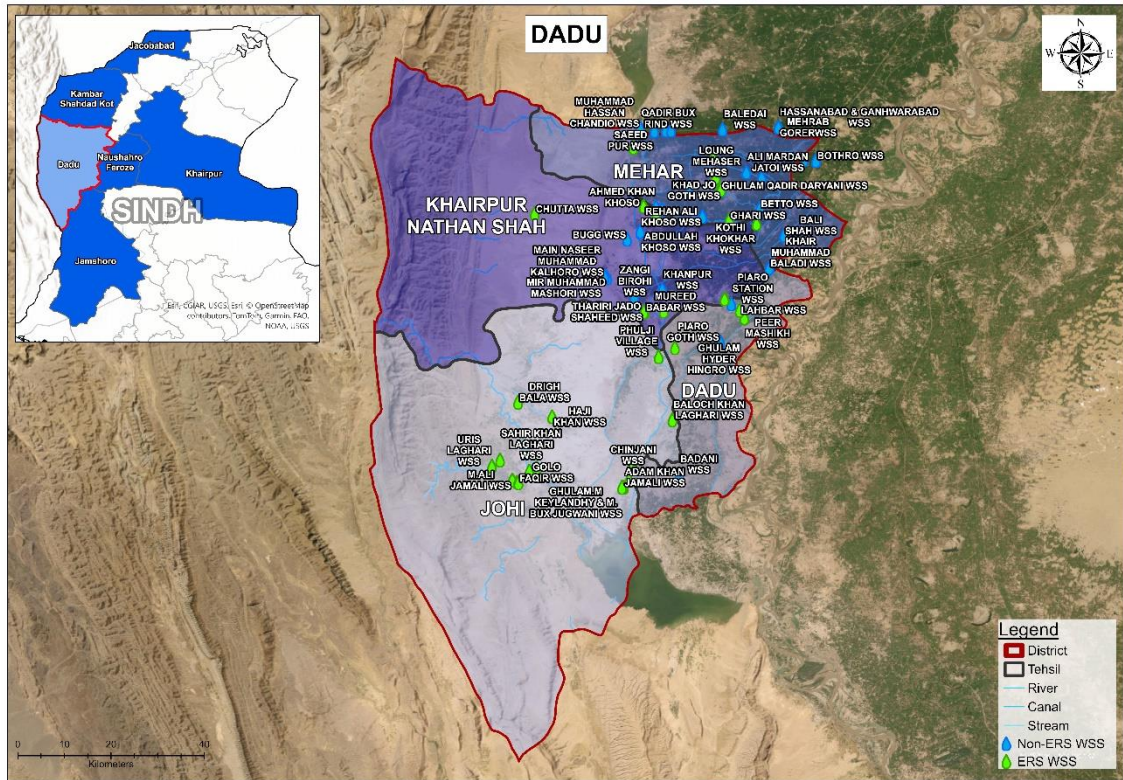 DADU
Jacobabad
Kambar
Shahdad Kot
Dadu
Naushahro
Feroze
Khairpur
SINDH
Jamshoro
Esri, CGIAR, USGS, Esri, © OpenStreetMap
contributors, TomTom, Garmin, FAO,
NOAA, USGS
N
W E
S
MUHAMMAD
HASSAN
CHANDIO WSS
QADIR BUX
RIND WSS
SAEED
PUR WSS
BALEDAI
WSS
HASSANABAD & GANHWARABAD
WSS
MEHRAB
GORERWSS
MEHAR
LOUNG
MEHASER
WSS
ALI MARDAN
JATOI WSS
BOTHRO WSS
KHAD JO
GOTH WSS
GHULAM QADIR DARYANI WSS
AHMED KHAN
KHOSO
KHAIRPUR
NATHAN SHAH
CHUTTA WSS
REHAN ALI
KHOSO WSS
BETTO WSS
GHARI WSS
BALI
SHAH WSS
KOTHI
KHOKHAR
WSS
BUGG WSS
ABDULLAH
KHOSO WSS
KHAIR
MUHAMMAD
BALADI WSS
MAIN NASEER
MUHAMMAD
KALHORO WSS
MIR MUHAMMAD
MASHORI WSS
ZANGI
BIROHI
WSS
KHANPUR
WSS
MUREED
BABAR WSS
PIARO
STATION
WSS
LAHBAR WSS
THARIRI JADO
SHAHEED WSS
PEER
MASHIKH
WSS
PHULJI
VILLAGE
WSS
PIARO
GOTH WSS
GHULAM
HYDER
HINGRO WSS
DADU
BALOCH KHAN
LAGHARI WSS
DRIGH
BALA WSS
HAJI
KHAN WSS
SAHIR KHAN
LAGHARI
WSS
URIS
LAGHARI
WSS
GOLO
FAQIR WSS
M.ALI
JAMALI WSS
CHINJANI
WSS
BADANI
WSS
ADAM KHAN
JAMALI WSS
JOHI
GHULAM.M
KEYLANDHY & M.
BUX JUGWANI WSS
0 10 20 40
Kilometers
Legend
District
Tehsil
River
Canal
Stream
Non-ERS WSS
ERS WSS